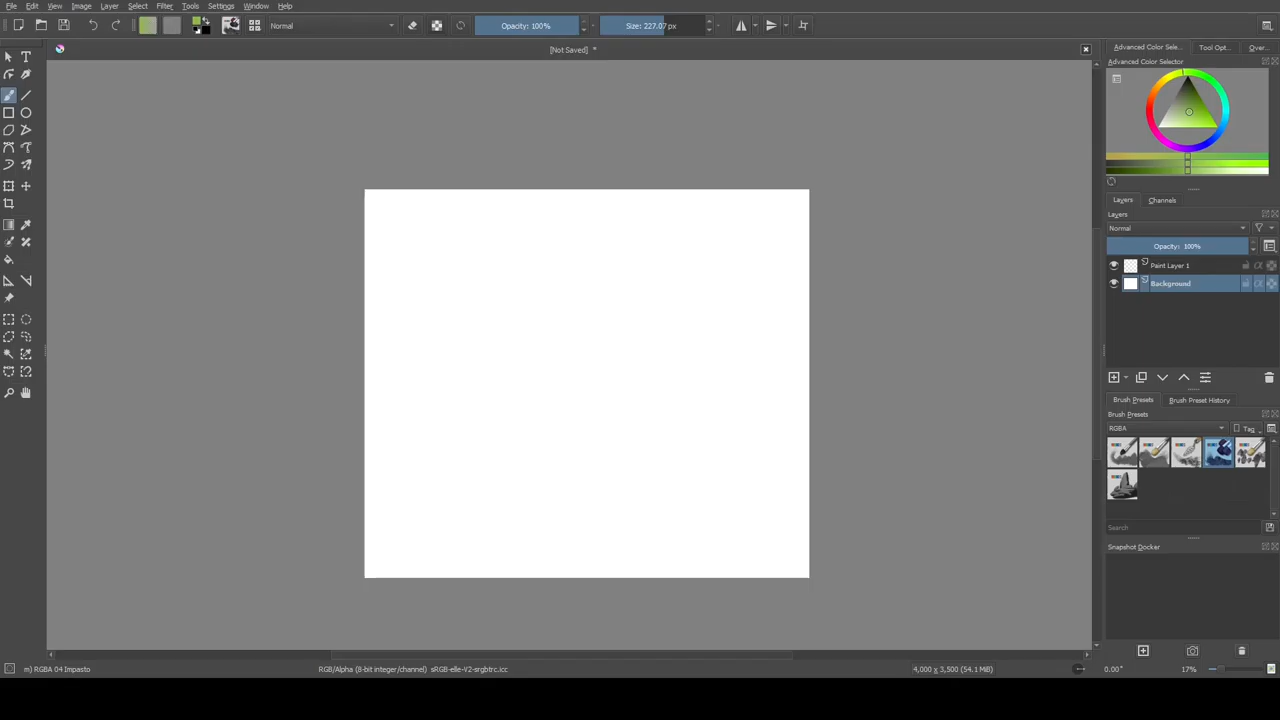 File Edit View Image Layer Select Filter Tools Settings Window Help
Normal Opacity: 100% Size: 227.07 px
[Not Saved] *
Advanced Color Sele... Tool Opt... Over...
Advanced Color Selector
Layers Channels
Layers
Normal
Opacity: 100%
Paint Layer 1
Background
Brush Presets Brush Preset History
Brush Presets
RGBA Tag
Search
Snapshot Docker
m) RGBA 04 Impasto RGB/Alpha (8-bit integer/channel) sRGB-elle-V2-srgbtrc.icc 4,000 x 3,500 (54.1 MiB) 0.00° 17%